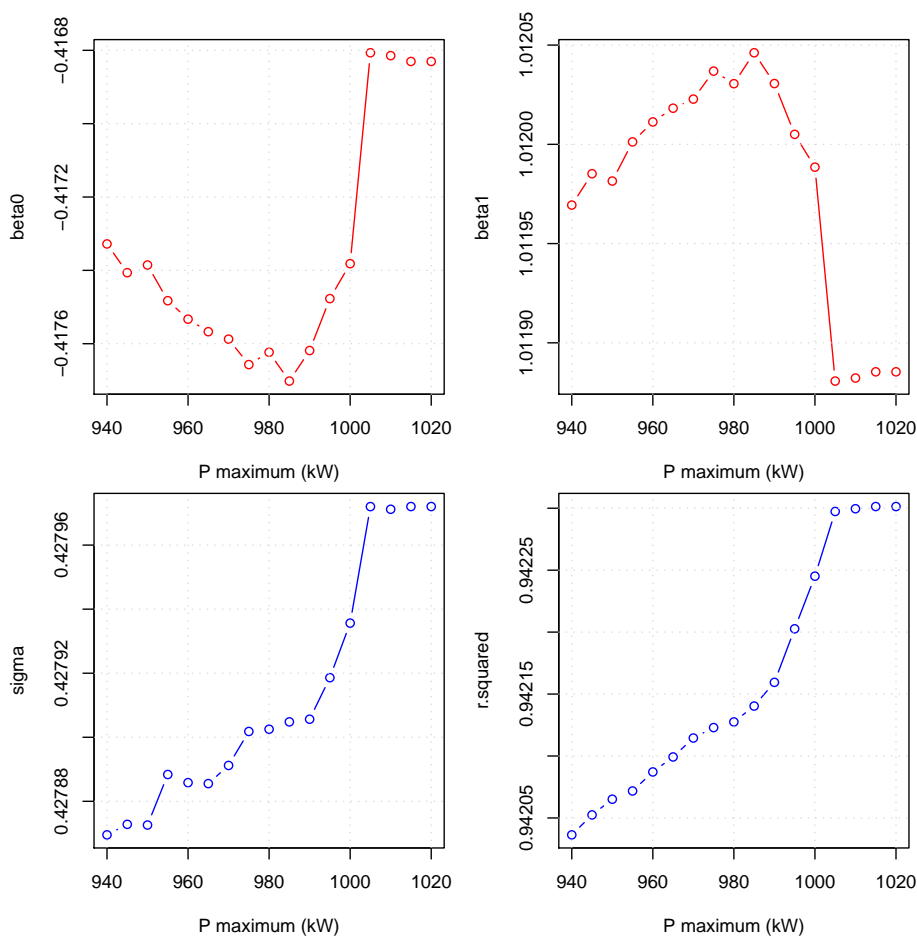 −0.4168
−0.4172
−0.4176
beta0
940 960 980 1000 1020
P maximum (kW)
1.01205
1.01200
1.01195
1.01190
beta1
940 960 980 1000 1020
P maximum (kW)
0.42796
0.42792
0.42788
sigma
940 960 980 1000 1020
P maximum (kW)
0.94225
0.94215
0.94205
r.squared
940 960 980 1000 1020
P maximum (kW)